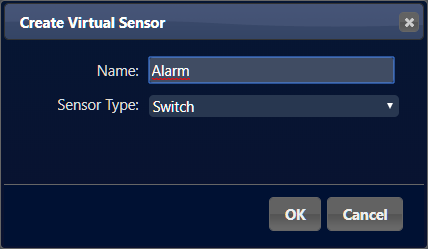 Create Virtual Sensor
Name: Alarm
Sensor Type: Switch
OK Cancel